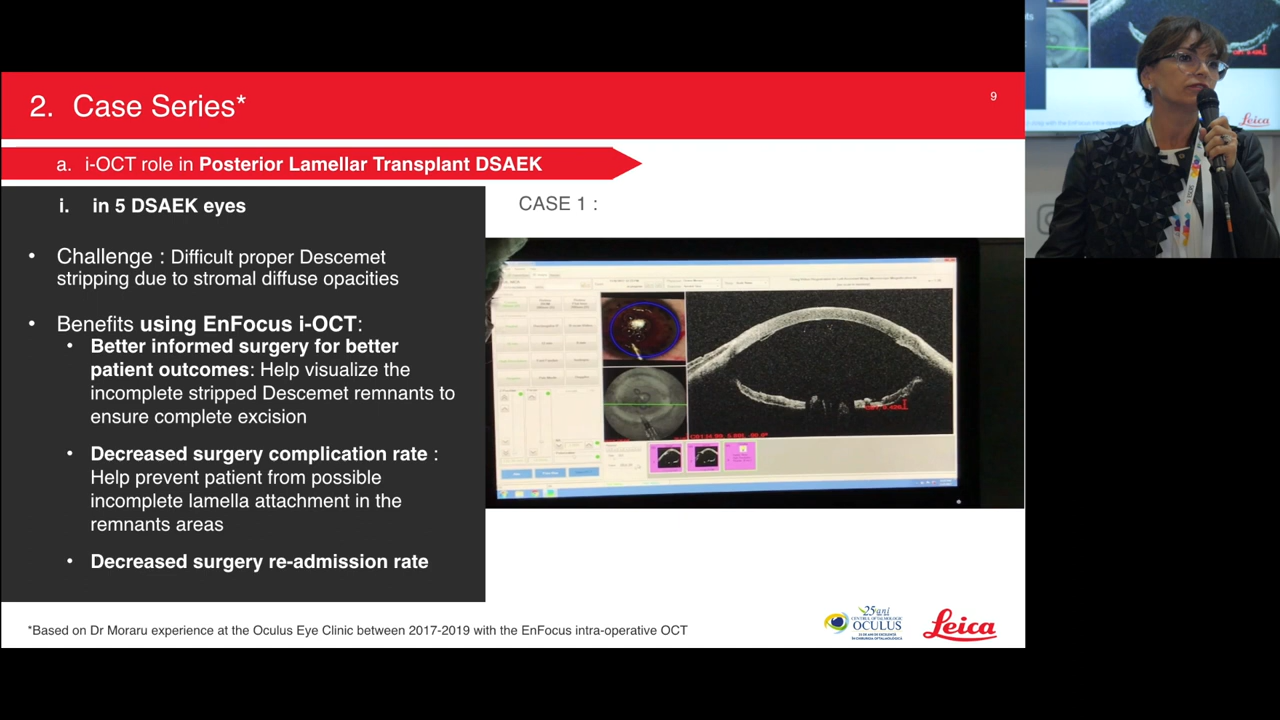 2. Case Series*
9
a. i-OCT role in Posterior Lamellar Transplant DSAEK
i. in 5 DSAEK eyes
CASE 1 :
• Challenge : Difficult proper Descemet
stripping due to stromal diffuse opacities
• Benefits using EnFocus i-OCT:
• Better informed surgery for better
patient outcomes: Help visualize the
incomplete stripped Descemet remnants to
ensure complete excision
• Decreased surgery complication rate :
Help prevent patient from possible
incomplete lamella attachment in the
remnants areas
• Decreased surgery re-admission rate
*Based on Dr Moraru experience at the Oculus Eye Clinic between 2017-2019 with the EnFocus intra-operative OCT
25 ani
OCULUS
Leica
Leica